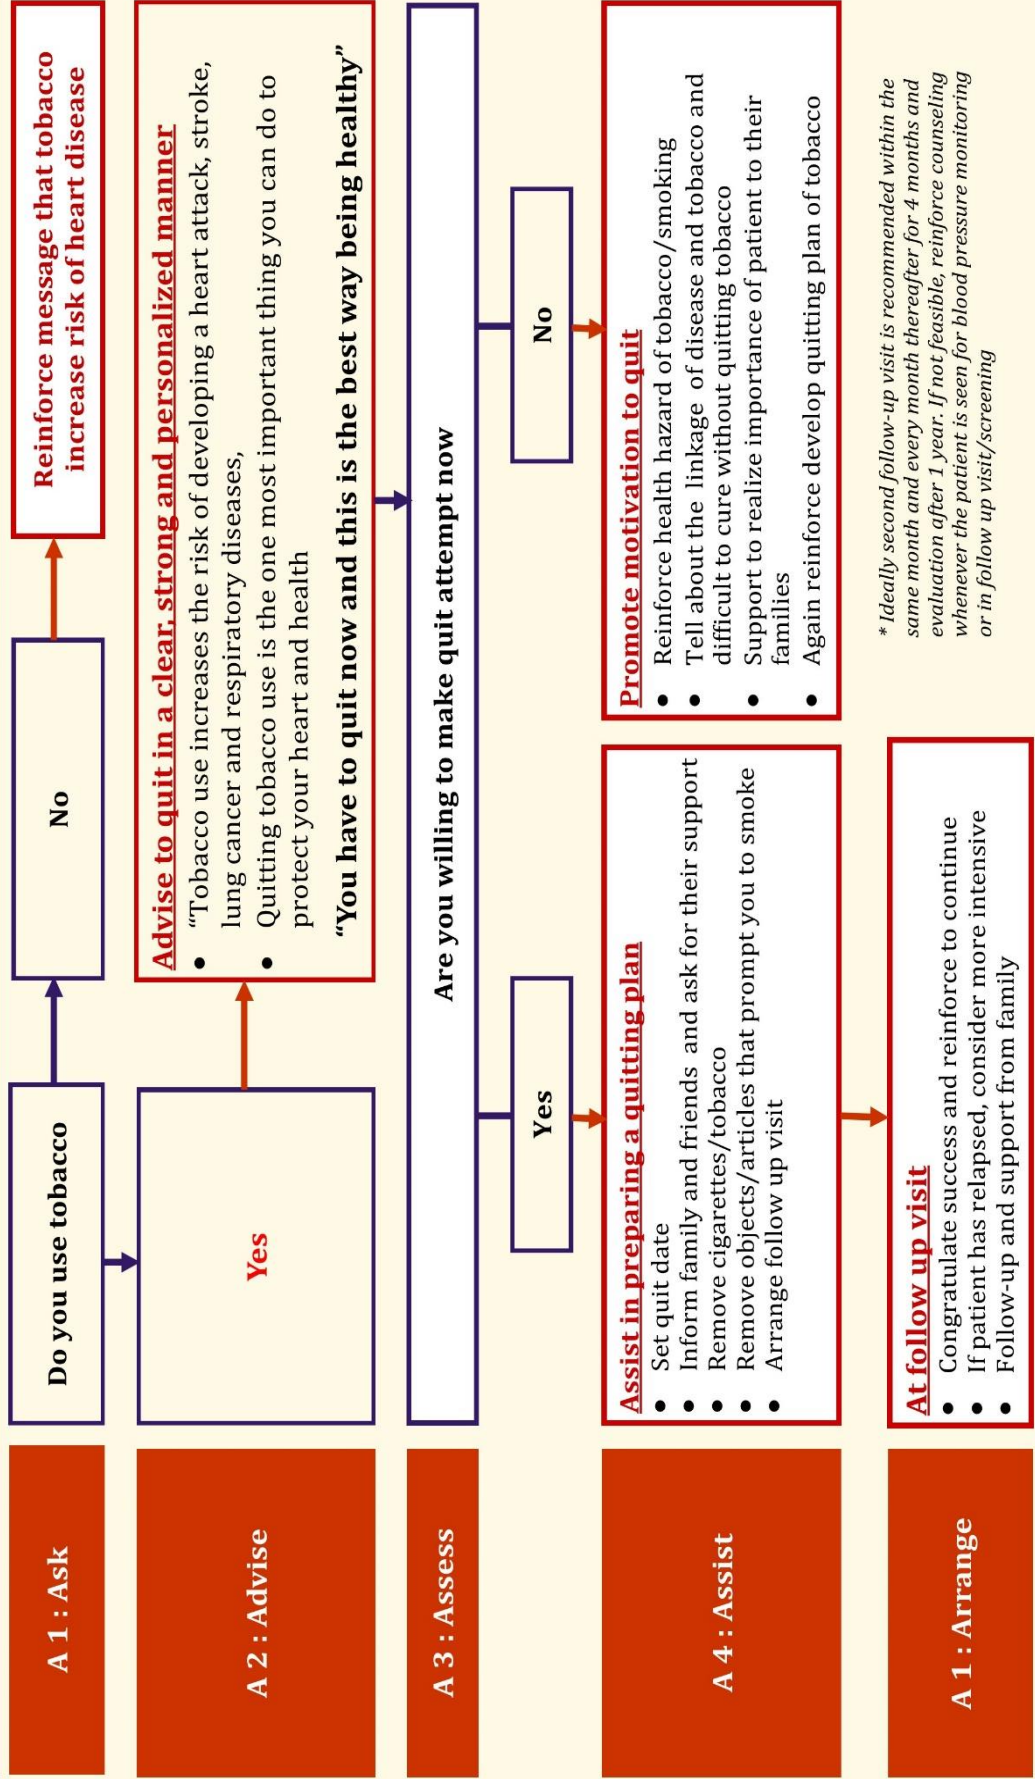 A 1 : Ask
Do you use tobacco
No
Reinforce message that tobacco
increase risk of heart disease
A 2 : Advise
Yes
Advise to quit in a clear, strong and personalized manner
● “Tobacco use increases the risk of developing a heart attack, stroke,
lung cancer and respiratory diseases,
● Quitting tobacco use is the one most important thing you can do to
protect your heart and health
“You have to quit now and this is the best way being healthy”
A 3 : Assess
Are you willing to make quit attempt now
Yes
No
A 4 : Assist
Assist in preparing a quitting plan
● Set quit date
● Inform family and friends and ask for their support
● Remove cigarettes/tobacco
● Remove objects/articles that prompt you to smoke
● Arrange follow up visit
Promote motivation to quit
● Reinforce health hazard of tobacco/smoking
● Tell about the linkage of disease and tobacco and
difficult to cure without quitting tobacco
● Support to realize importance of patient to their
families
● Again reinforce develop quitting plan of tobacco
A 1 : Arrange
At follow up visit
● Congratulate success and reinforce to continue
● If patient has relapsed, consider more intensive
● Follow-up and support from family
* Ideally second follow-up visit is recommended within the
same month and every month thereafter for 4 months and
evaluation after 1 year. If not feasible, reinforce counseling
whenever the patient is seen for blood pressure monitoring
or in follow up visit/screening